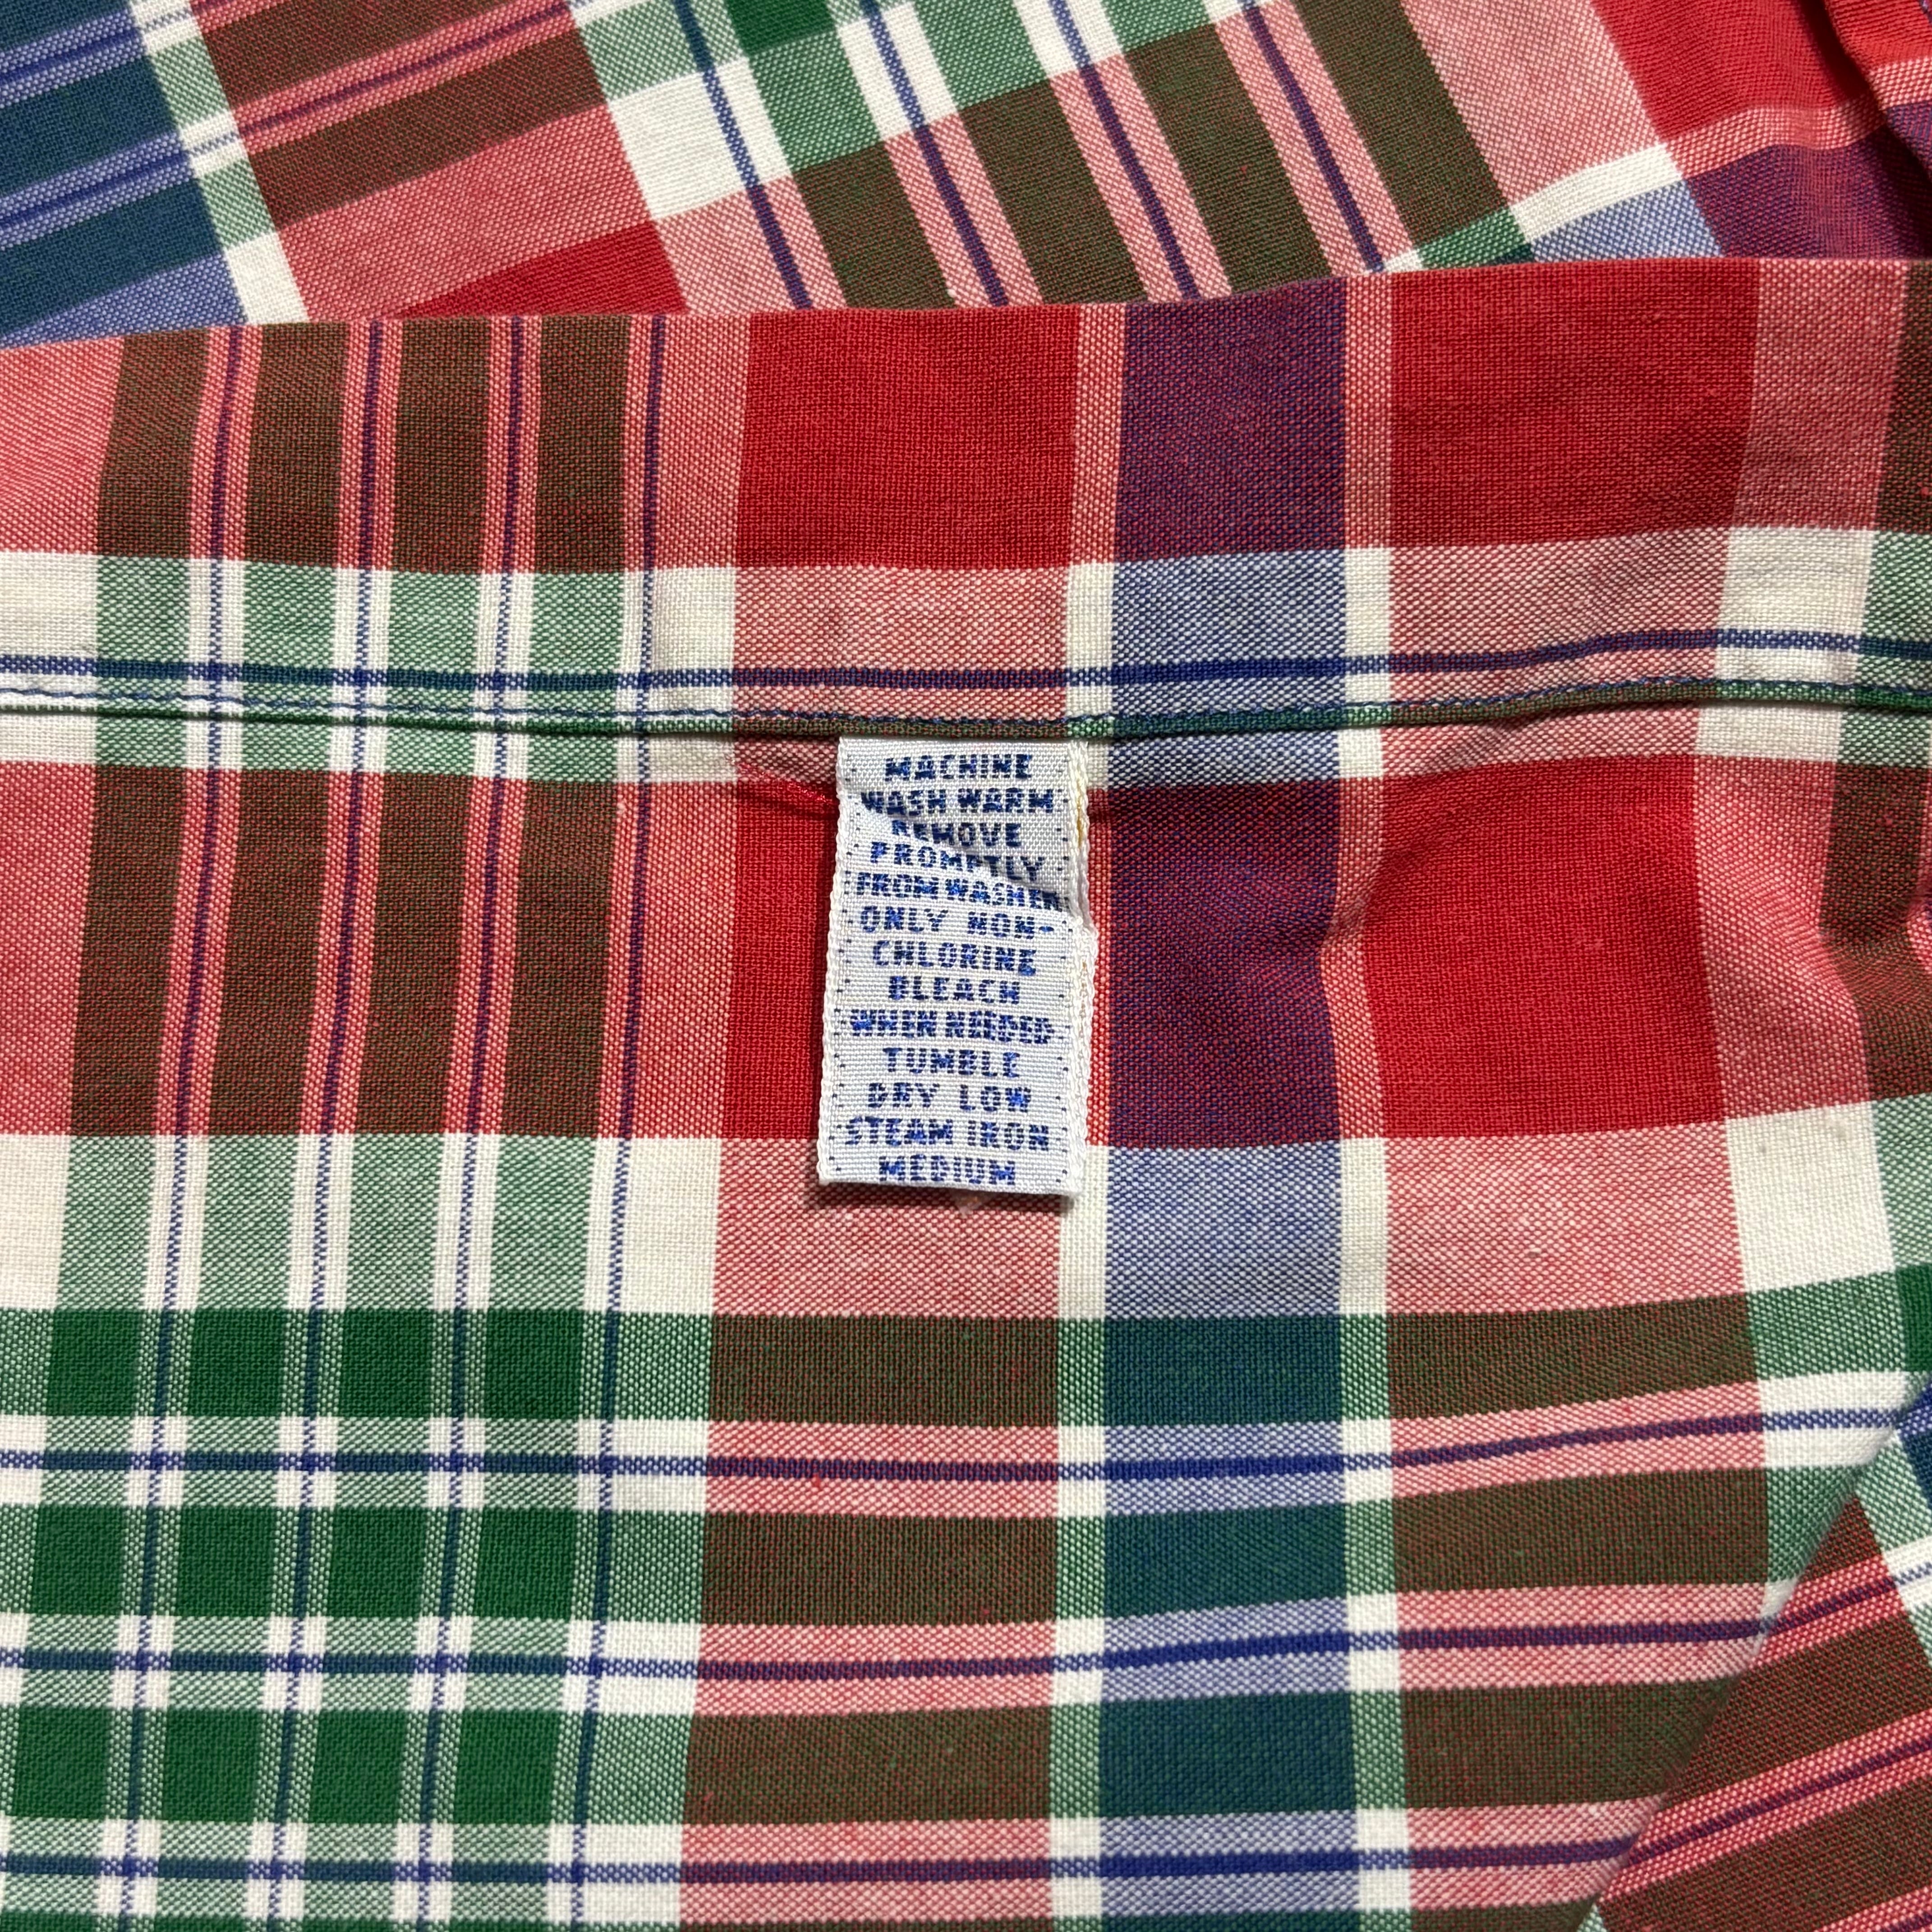 MACHINE
WASH WARM
REMOVE
PROMPTLY
FROM WASHER
ONLY NON-
CHLORINE
BLEACH
WHEN NEEDED
TUMBLE
DRY LOW
STEAM IRON
MEDIUM